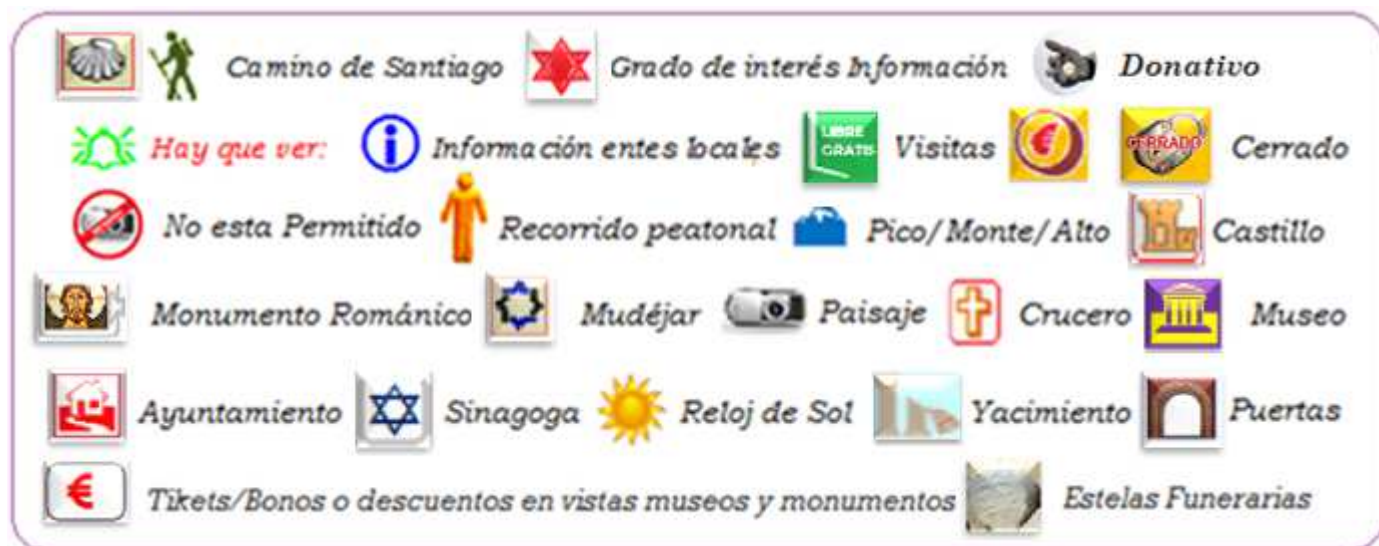 Camino de Santiago Grado de interés Información Donativo
Hay que ver: Información entes locales LIBRE GRATIS Visitas € CERRADO Cerrado
No esta Permitido Recorrido peatonal Pico/Monte/Alto Castillo
Monumento Románico Mudéjar Paisaje Crucero Museo
Ayuntamiento Sinagoga Reloj de Sol Yacimiento Puertas
€ Tikets/Bonos o descuentos en vistas museos y monumentos Estelas Funerarias